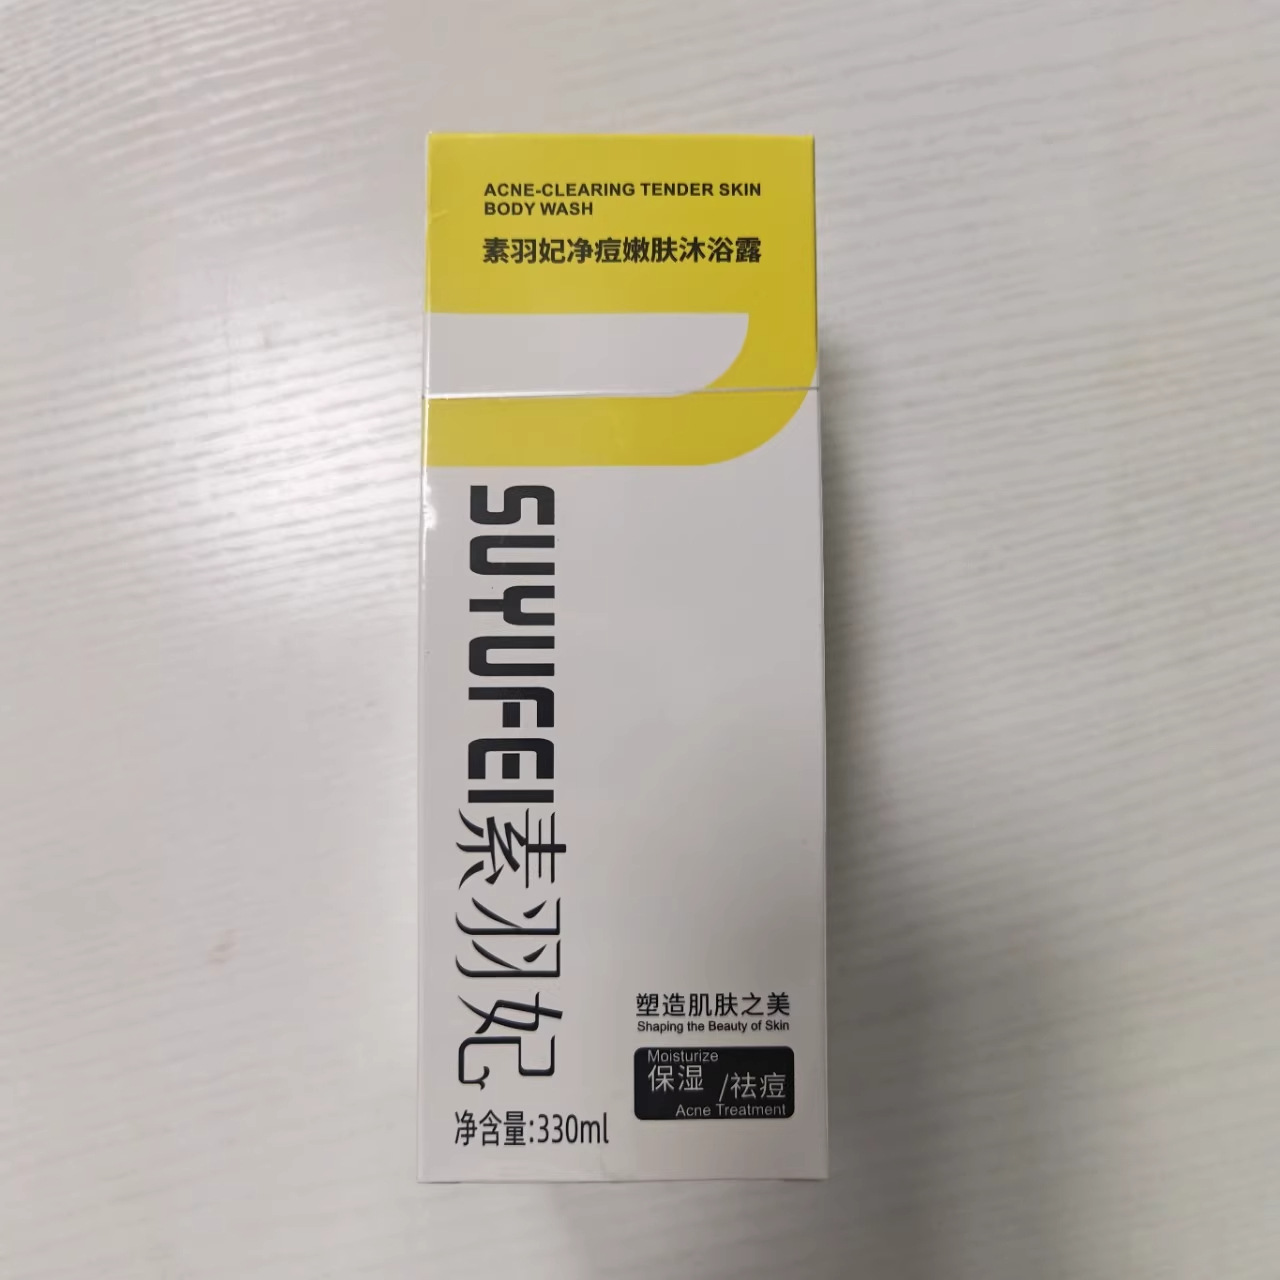 ACNE-CLEARING TENDER SKIN
BODY WASH
素羽妃净痘嫩肤沐浴露
SUYUFEI素羽妃
塑造肌肤之美
Shaping the Beauty of Skin
Moisturize
保湿/祛痘
Acne Treatment
净含量:330ml